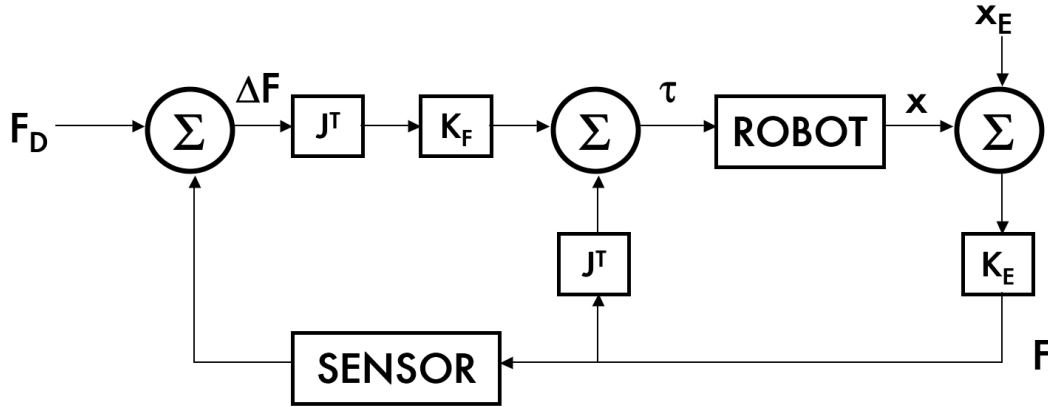 x_E
ΔF
τ
x
F_D
Σ
J^T
K_F
Σ
ROBOT
Σ
J^T
K_E
SENSOR
F